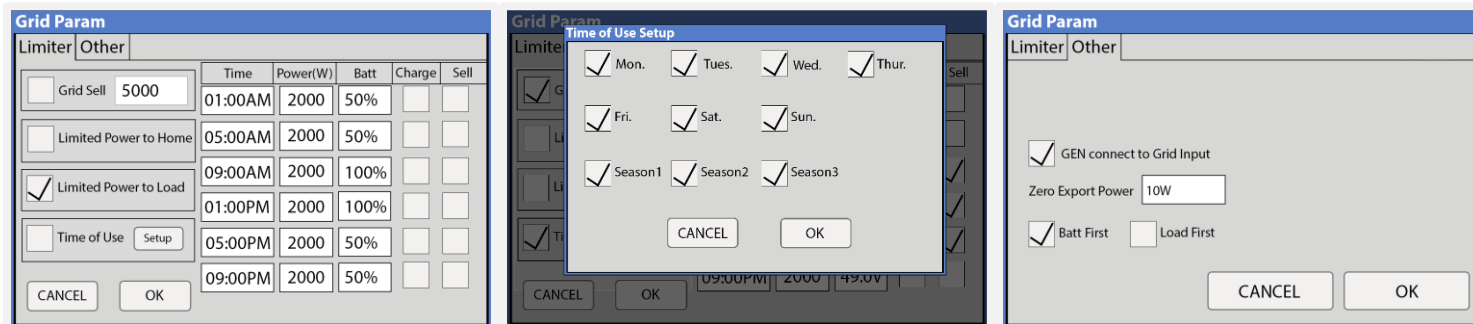 Grid Param
Limiter Other
Time Power(W) Batt Charge Sell
Grid Sell 5000
01:00AM 2000 50%
Limited Power to Home 05:00AM 2000 50%
09:00AM 2000 100%
Limited Power to Load
01:00PM 2000 100%
Time of Use Setup
05:00PM 2000 50%
09:00PM 2000 50%
CANCEL OK
Grid Param
Time of Use Setup
Limite
Mon. Tues. Wed. Thur.
Sell
G
Fri. Sat. Sun.
Li
Season1 Season2 Season3
Li
CANCEL OK
Ti
09:00PM 2000 49.0V
CANCEL OK
Grid Param
Limiter Other
GEN connect to Grid Input
Zero Export Power 10W
Batt First Load First
CANCEL OK